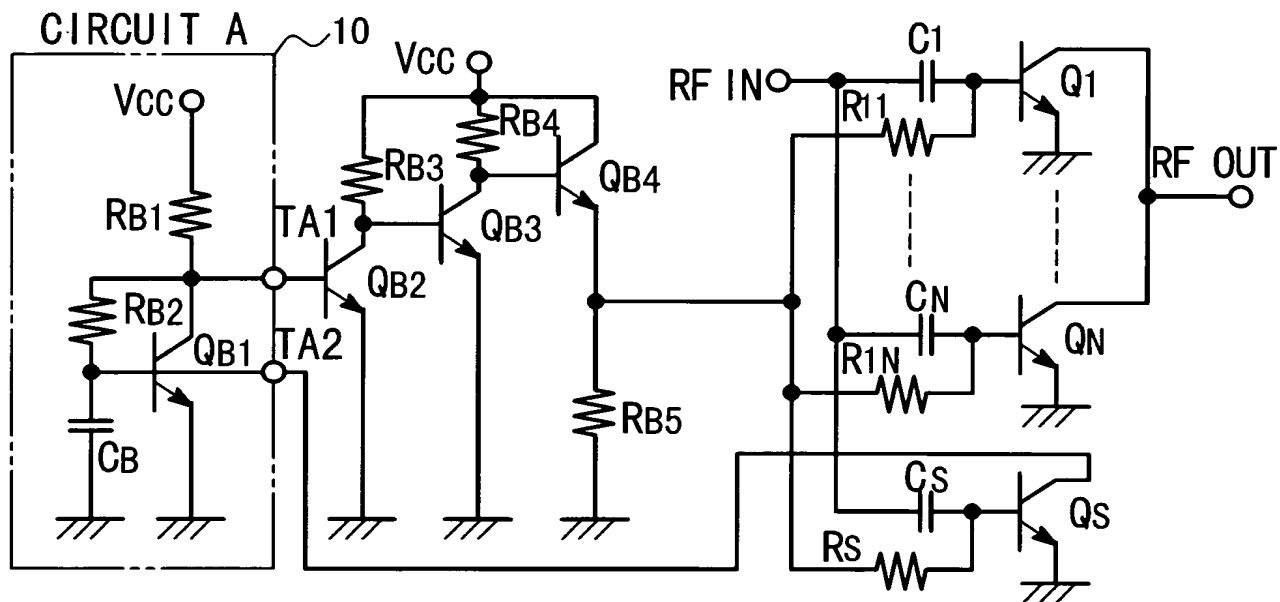 CIRCUIT A
10
VCC
VCC
RB1
RB2
QB1
CB
TA1
TA2
RB3
RB4
QB2
QB3
QB4
RB5
RF IN
C1
R11
Q1
RF OUT
CN
R1N
QN
CS
RS
QS